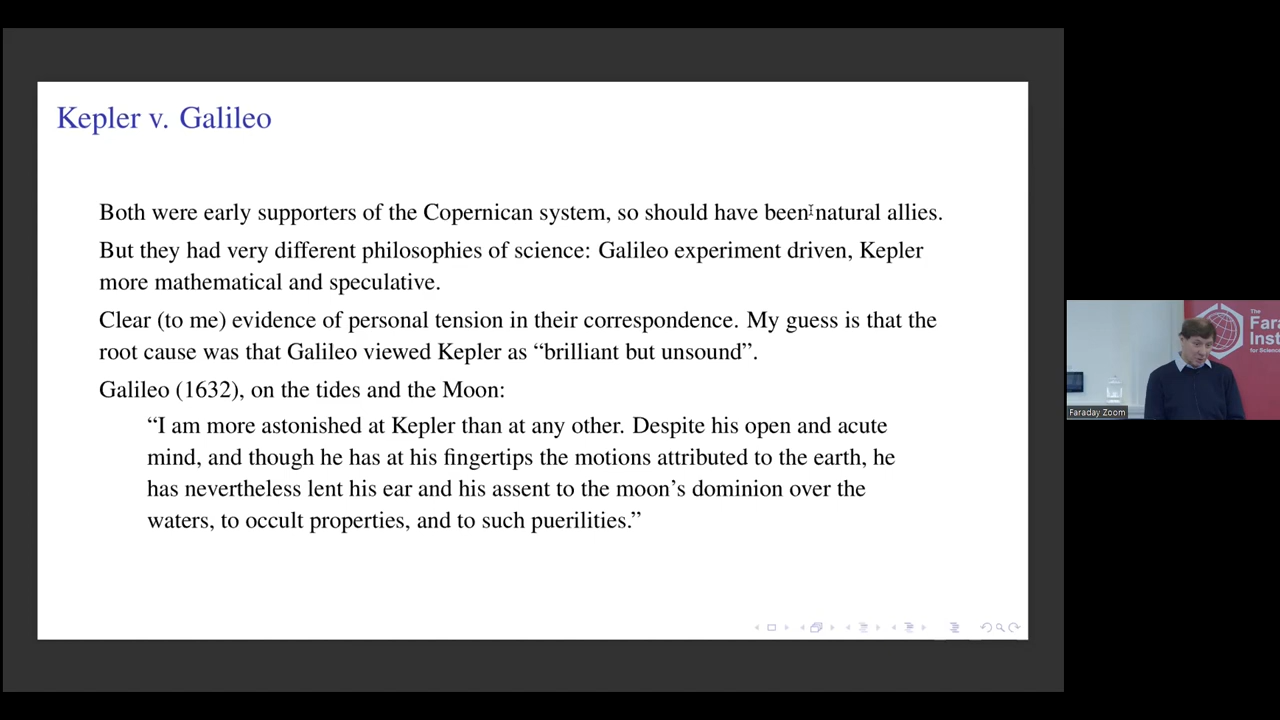 Kepler v. Galileo
Both were early supporters of the Copernican system, so should have been natural allies.
But they had very different philosophies of science: Galileo experiment driven, Kepler
more mathematical and speculative.
Clear (to me) evidence of personal tension in their correspondence. My guess is that the
root cause was that Galileo viewed Kepler as “brilliant but unsound”.
Galileo (1632), on the tides and the Moon:
“I am more astonished at Kepler than at any other. Despite his open and acute
mind, and though he has at his fingertips the motions attributed to the earth, he
has nevertheless lent his ear and his assent to the moon’s dominion over the
waters, to occult properties, and to such puerilities.”
The
Fara
Inst
for Science
Faraday Zoom